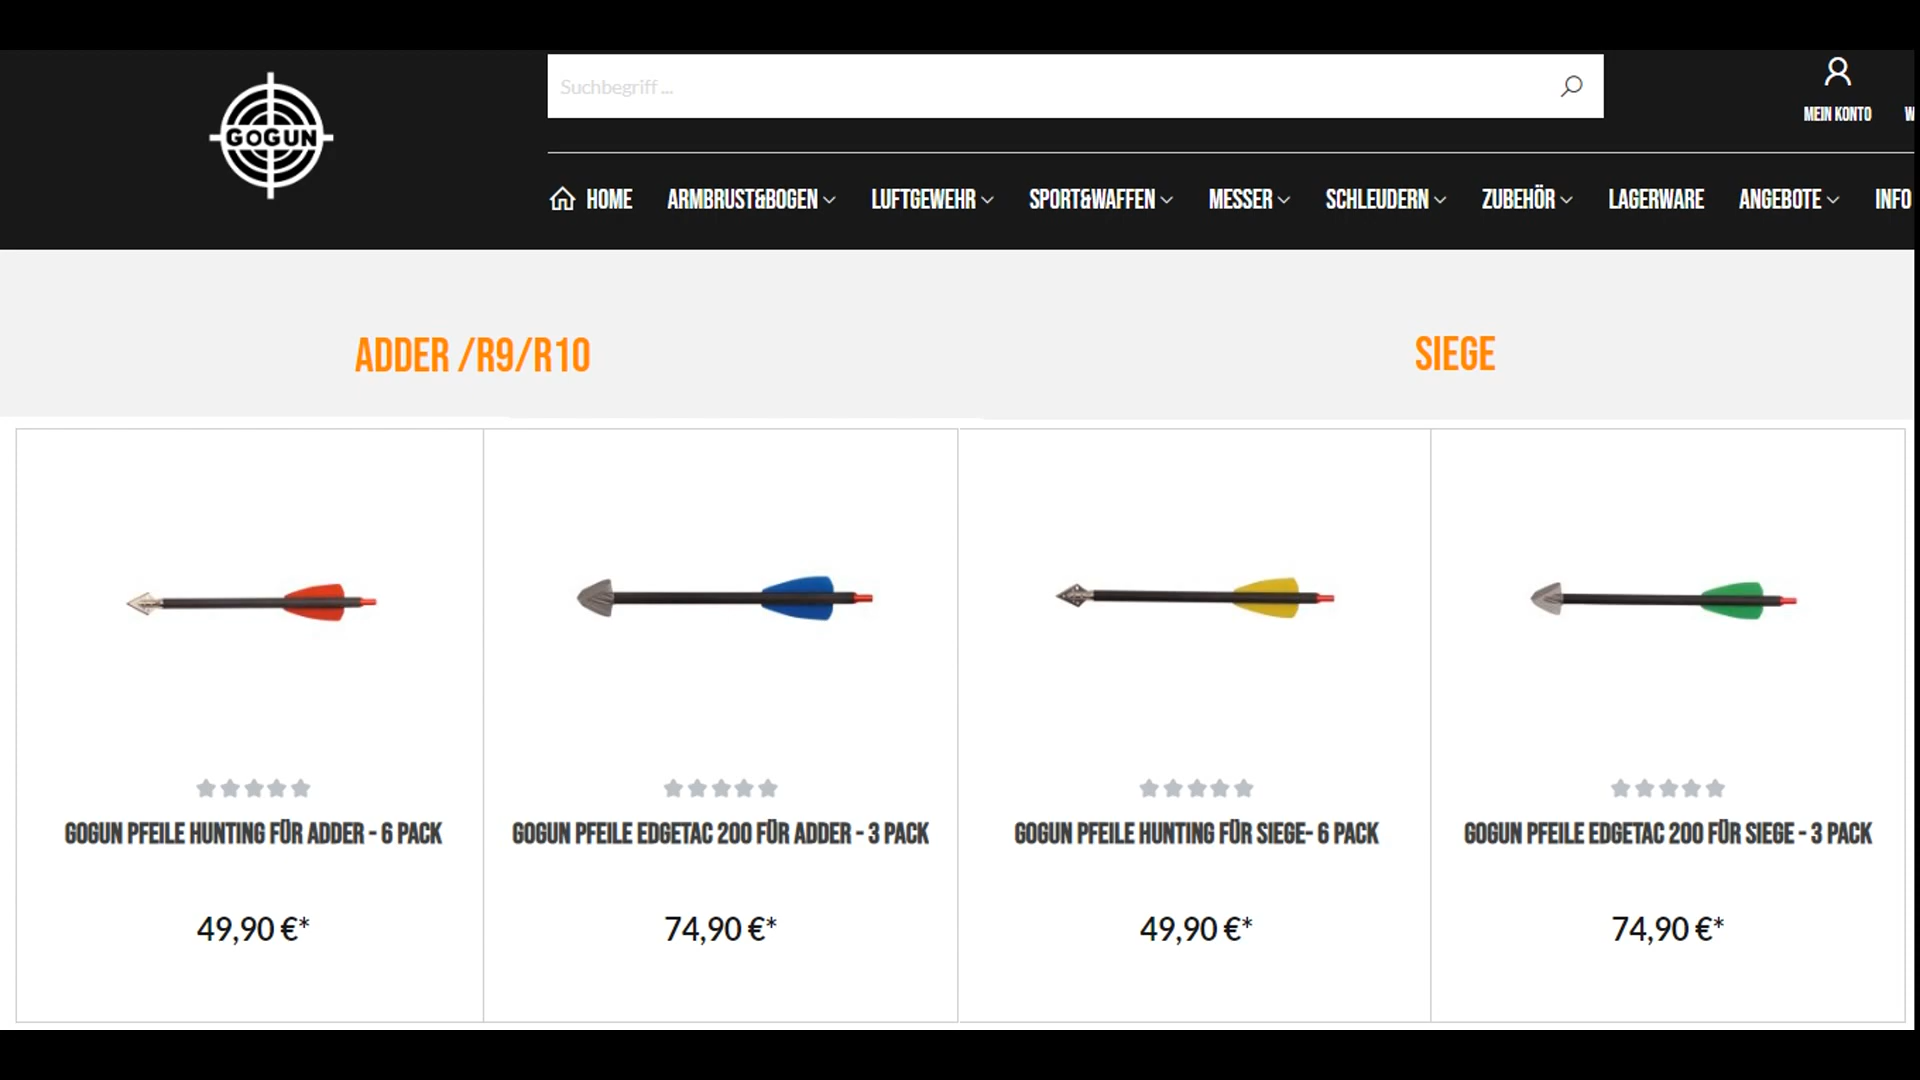 GOGUN
Suchbegriff ...
MEIN KONTO
W
HOME ARMBRUST&BOGEN LUFTGEWEHR SPORT&WAFFEN MESSER SCHLEUDERN ZUBEHÖR LAGERWARE ANGEBOTE INFO
ADDER /R9/R10
SIEGE
GOGUN PFEILE HUNTING FÜR ADDER - 6 PACK
49,90 €*
GOGUN PFEILE EDGETAC 200 FÜR ADDER - 3 PACK
74,90 €*
GOGUN PFEILE HUNTING FÜR SIEGE- 6 PACK
49,90 €*
GOGUN PFEILE EDGETAC 200 FÜR SIEGE - 3 PACK
74,90 €*